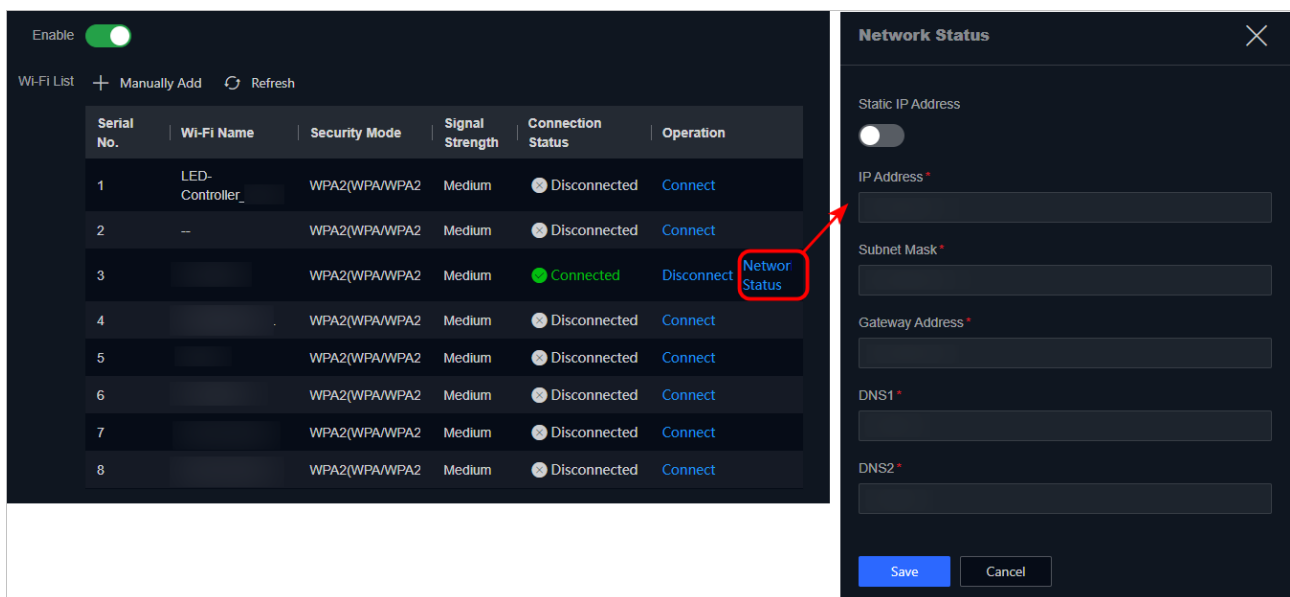 Enable
Wi-Fi List
Manually Add
Refresh
Serial No.
Wi-Fi Name
Security Mode
Signal Strength
Connection Status
Operation
1
LED-
Controller_
WPA2(WPA/WPA2
Medium
Disconnected
Connect
2
--
WPA2(WPA/WPA2
Medium
Disconnected
Connect
3
WPA2(WPA/WPA2
Medium
Connected
Disconnect
Networ
Status
4
.
WPA2(WPA/WPA2
Medium
Disconnected
Connect
5
WPA2(WPA/WPA2
Medium
Disconnected
Connect
6
WPA2(WPA/WPA2
Medium
Disconnected
Connect
7
WPA2(WPA/WPA2
Medium
Disconnected
Connect
8
WPA2(WPA/WPA2
Medium
Disconnected
Connect
Network Status
Static IP Address
IP Address *
Subnet Mask *
Gateway Address *
DNS1 *
DNS2 *
Save
Cancel